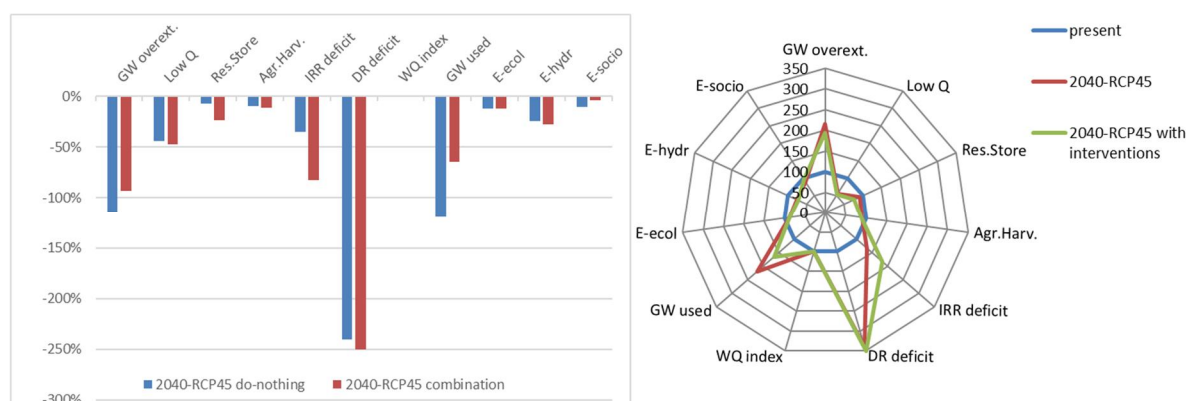 GW overext.
Low Q
Res.Store
Agr.Harv.
IRR deficit
DR deficit
WQ index
GW used
E-ecol
E-hydr
E-socio
0%
-50%
-100%
-150%
-200%
-250%
-300%
2040-RCP45 do-nothing
2040-RCP45 combination
GW overext.
350
300
250
200
150
100
50
0
Low Q
Res.Store
Agr.Harv.
IRR deficit
DR deficit
WQ index
GW used
E-ecol
E-hydr
E-socio
present
2040-RCP45
2040-RCP45 with
interventions